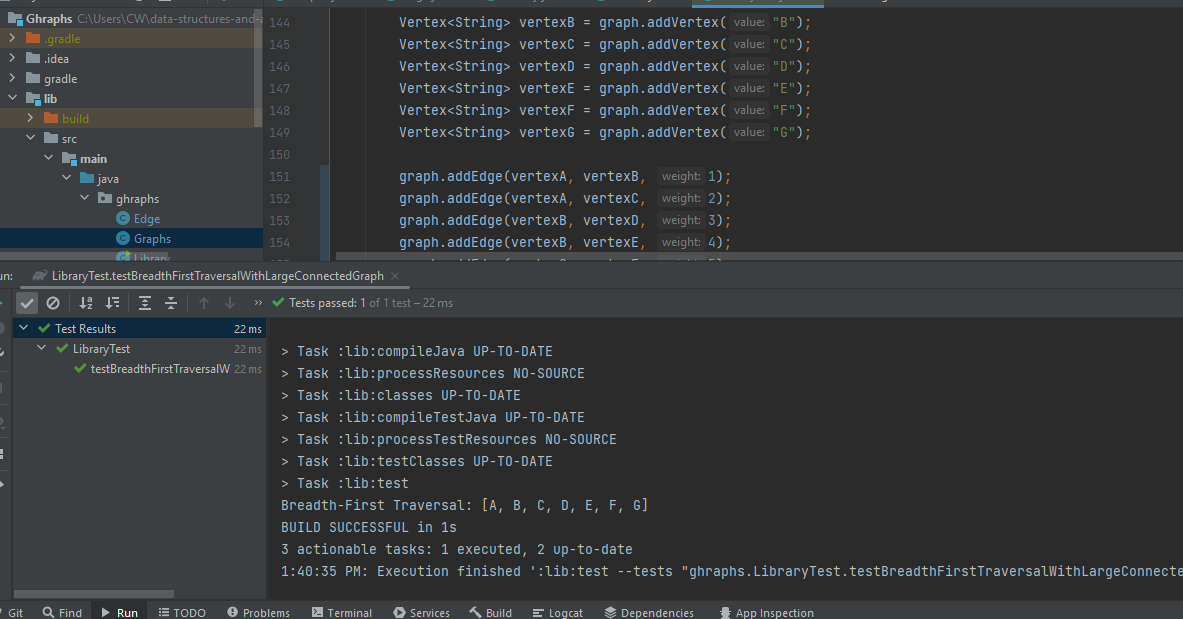 Ghraphs C:\Users\CW\data-structures-and-a
.gradle
.idea
gradle
lib
build
src
main
java
ghraphs
Edge
Graphs
Library
144 Vertex<String> vertexB = graph.addVertex( value: "B");
145 Vertex<String> vertexC = graph.addVertex( value: "C");
146 Vertex<String> vertexD = graph.addVertex( value: "D");
147 Vertex<String> vertexE = graph.addVertex( value: "E");
148 Vertex<String> vertexF = graph.addVertex( value: "F");
149 Vertex<String> vertexG = graph.addVertex( value: "G");
150
151 graph.addEdge(vertexA, vertexB, weight: 1);
152 graph.addEdge(vertexA, vertexC, weight: 2);
153 graph.addEdge(vertexB, vertexD, weight: 3);
154 graph.addEdge(vertexB, vertexE, weight: 4);
un: LibraryTest.testBreadthFirstTraversalWithLargeConnectedGraph
Tests passed: 1 of 1 test – 22 ms
Test Results 22 ms
LibraryTest 22 ms
testBreadthFirstTraversalW 22 ms
> Task :lib:compileJava UP-TO-DATE
> Task :lib:processResources NO-SOURCE
> Task :lib:classes UP-TO-DATE
> Task :lib:compileTestJava UP-TO-DATE
> Task :lib:processTestResources NO-SOURCE
> Task :lib:testClasses UP-TO-DATE
> Task :lib:test
Breadth-First Traversal: [A, B, C, D, E, F, G]
BUILD SUCCESSFUL in 1s
3 actionable tasks: 1 executed, 2 up-to-date
1:40:35 PM: Execution finished ':lib:test --tests "ghraphs.LibraryTest.testBreadthFirstTraversalWithLargeConnecte
Git Find Run TODO Problems Terminal Services Build Logcat Dependencies App Inspection